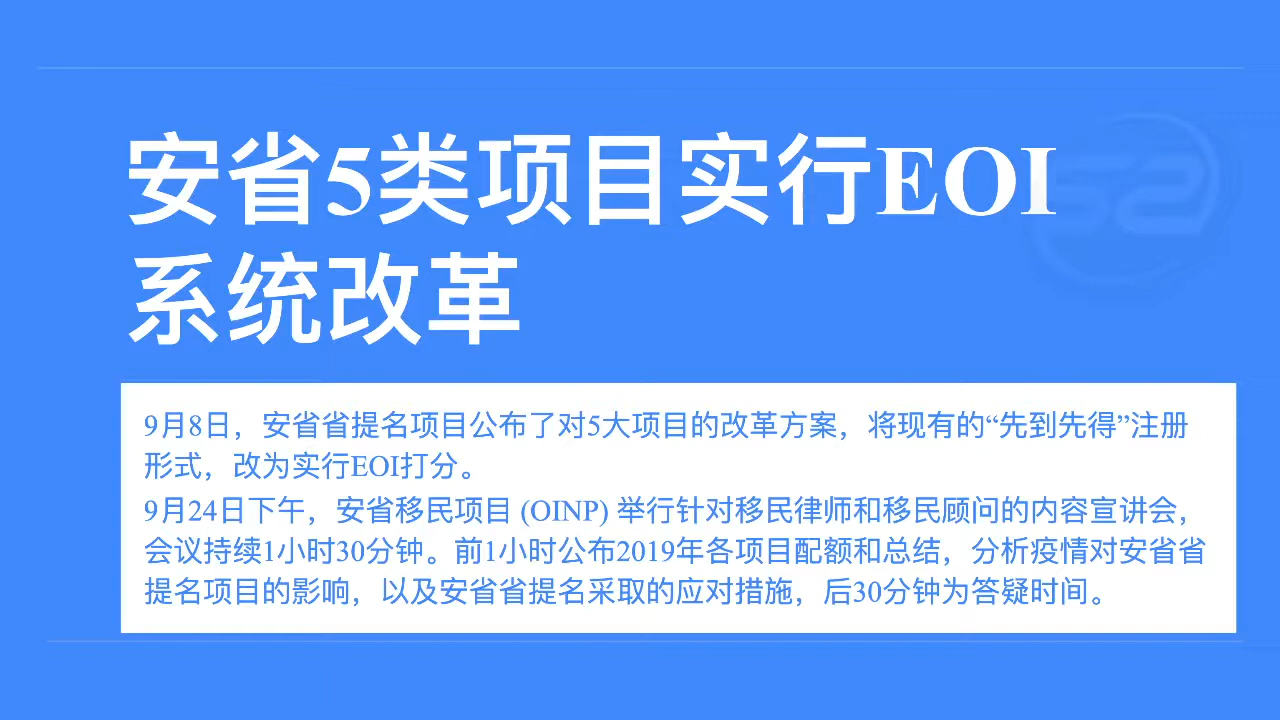 安省5类项目实行EOI
系统改革
52
9月8日，安省省提名项目公布了对5大项目的改革方案，将现有的“先到先得”注册
形式，改为实行EOI打分。
9月24日下午，安省移民项目 (OINP) 举行针对移民律师和移民顾问的内容宣讲会，
会议持续1小时30分钟。前1小时公布2019年各项目配额和总结，分析疫情对安省省
提名项目的影响，以及安省省提名采取的应对措施，后30分钟为答疑时间。